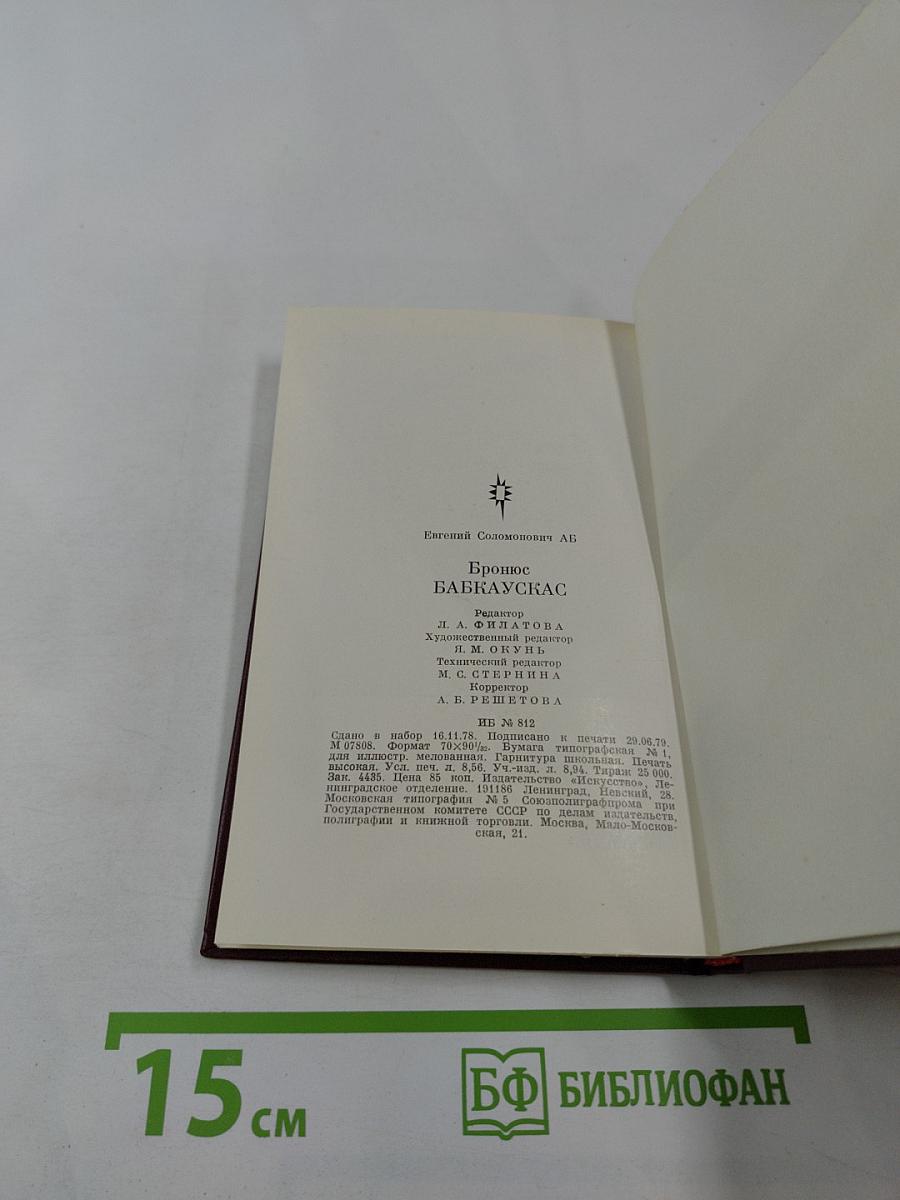 Евгений Соломонович АБ
Бронюс
БАБКАУСКАС
Редактор
Л. А. ФИЛАТОВА
Художественный редактор
Я. М. ОКУНЬ
Технический редактор
М. С. СТЕРНИНА
Корректор
А. Б. РЕШЕТОВА
ИБ № 812
Сдано в набор 16.11.78. Подписано к печати 29.06.79.
М 07808. Формат 70×90 1/32. Бумага типографская № 1,
для иллюстр. мелованная. Гарнитура школьная. Печать
высокая. Усл. печ. л. 8,56. Уч.-изд. л. 8,94. Тираж 25 000.
Зак. 4435. Цена 85 коп. Издательство «Искусство», Ле-
нинградское отделение. 191186 Ленинград, Невский, 28.
Московская типография № 5 Союзполиграфпрома при
Государственном комитете СССР по делам издательств,
полиграфии и книжной торговли. Москва, Мало-Москов-
ская, 21.
15 см
БФ БИБЛИОФАН